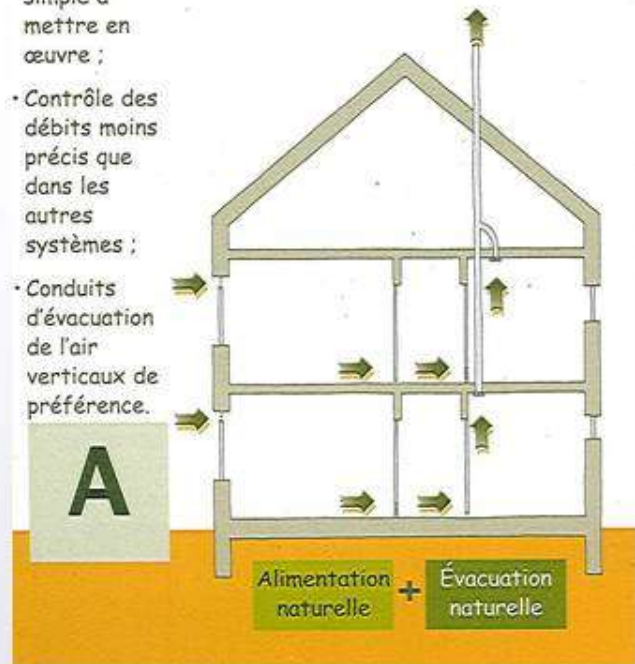 simple à
mettre en
œuvre ;
• Contrôle des
débits moins
précis que
dans les
autres
systèmes ;
• Conduits
d'évacuation
de l'air
verticaux de
préférence.
A
Alimentation
naturelle
+
Évacuation
naturelle